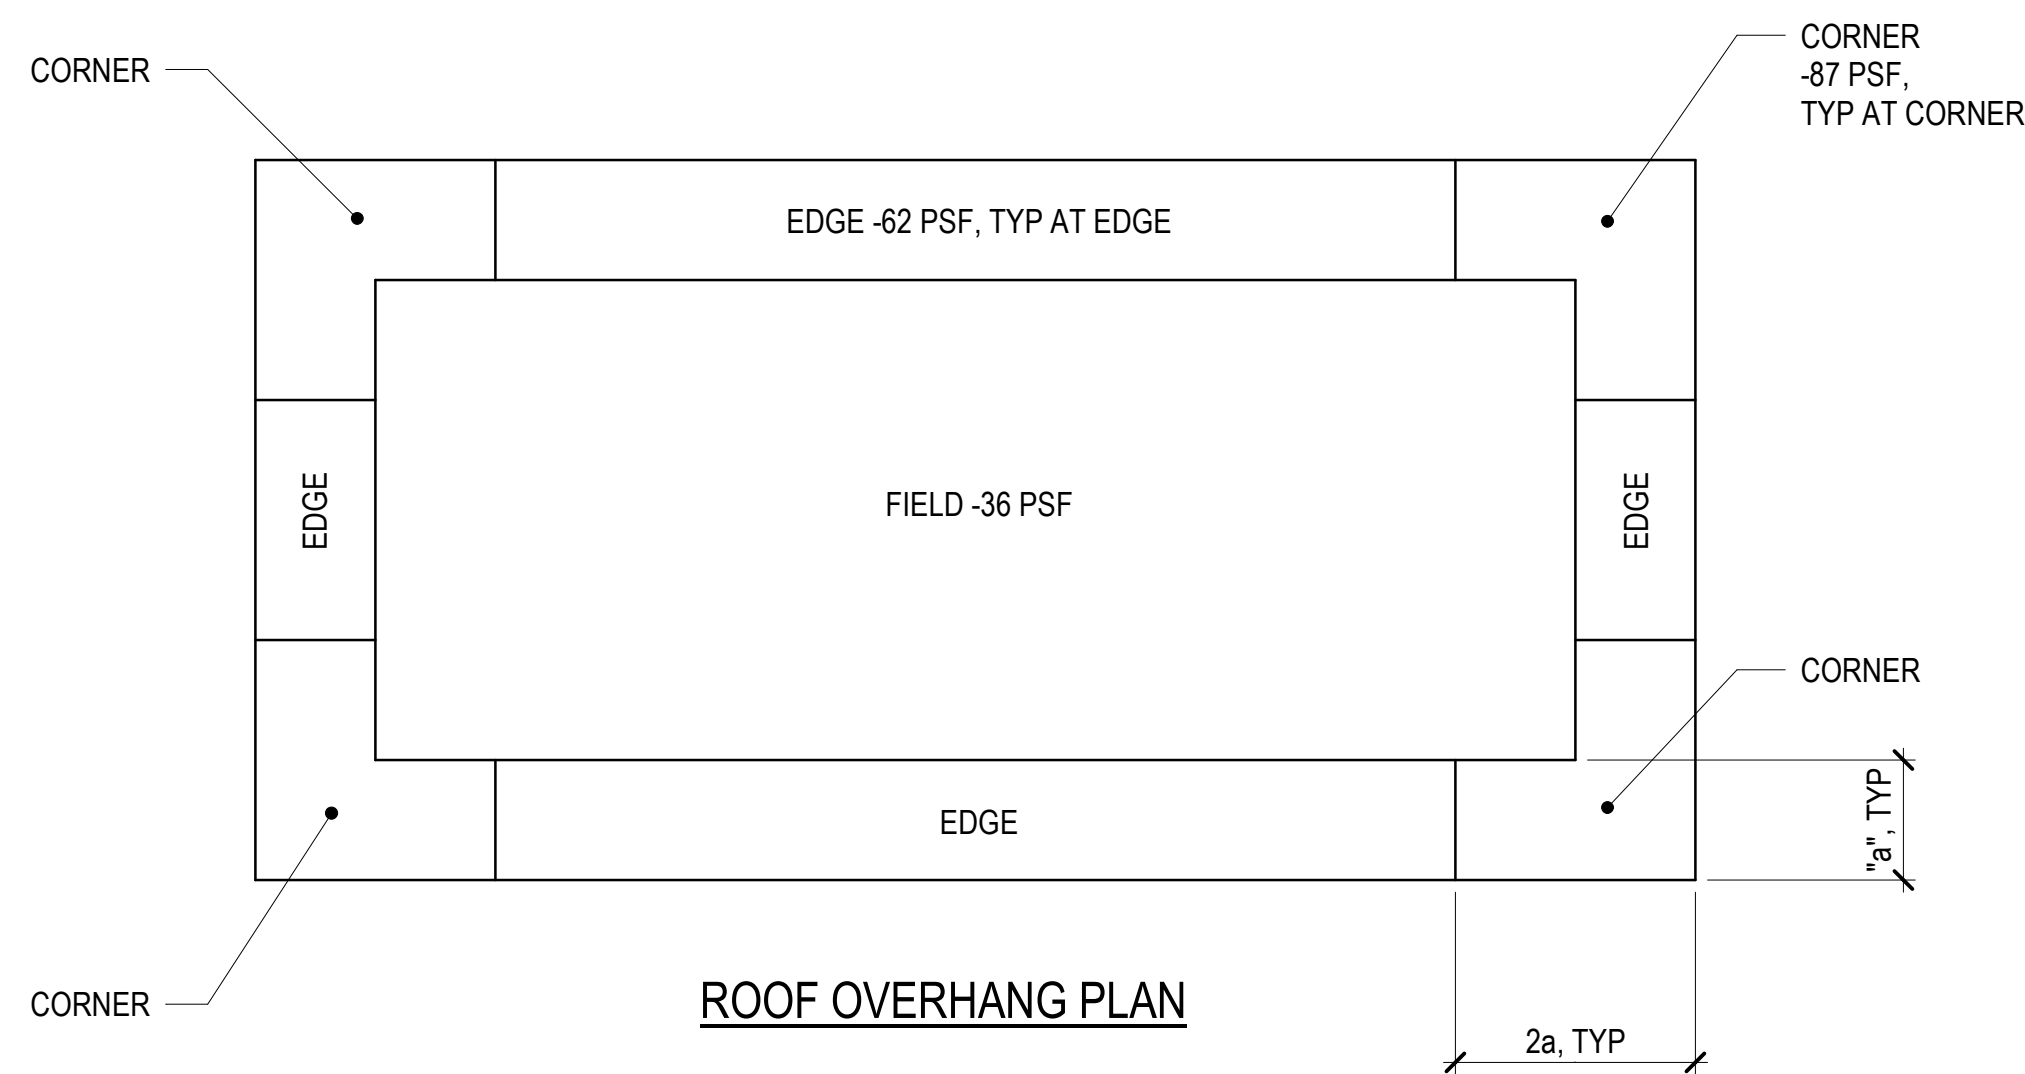 CORNER
CORNER
-87 PSF,
TYP AT CORNER
EDGE -62 PSF, TYP AT EDGE
EDGE
FIELD -36 PSF
EDGE
CORNER
"a", TYP
EDGE
CORNER
ROOF OVERHANG PLAN
2a, TYP